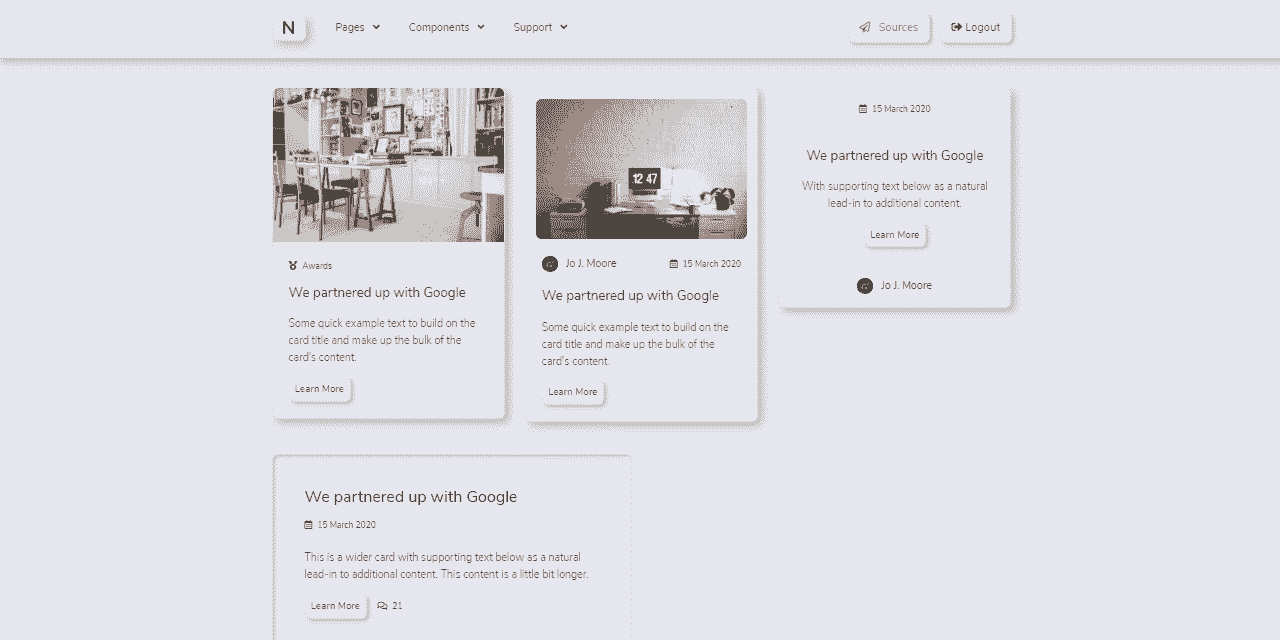 N Pages Components Support Sources Logout
12 47
Awards
We partnered up with Google
Some quick example text to build on the
card title and make up the bulk of the
card's content.
Learn More
Jo J. Moore 15 March 2020
We partnered up with Google
Some quick example text to build on the
card title and make up the bulk of the
card's content.
Learn More
15 March 2020
We partnered up with Google
With supporting text below as a natural
lead-in to additional content.
Learn More
Jo J. Moore
We partnered up with Google
15 March 2020
This is a wider card with supporting text below as a natural
lead-in to additional content. This content is a little bit longer.
Learn More 21